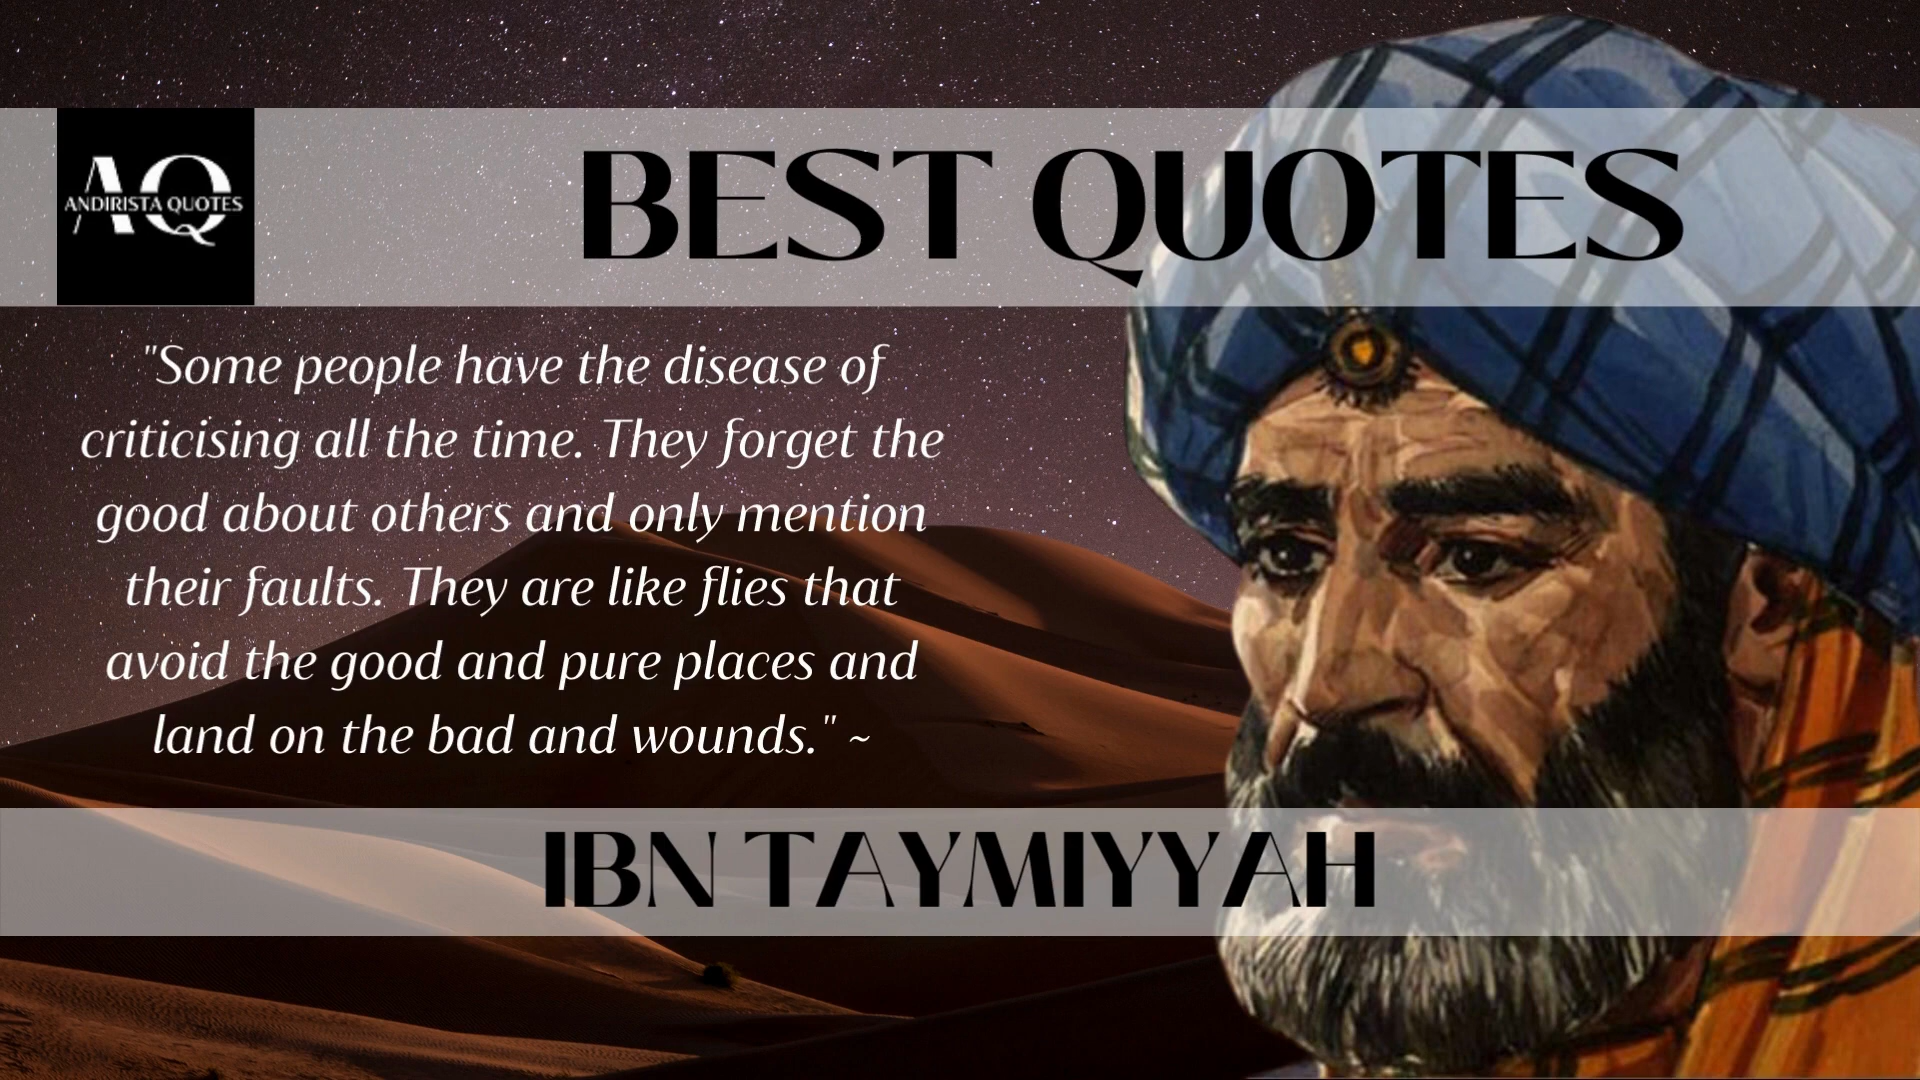 AQ
ANDIRISTA QUOTES
BEST QUOTES
"Some people have the disease of
criticising all the time. They forget the
good about others and only mention
their faults. They are like flies that
avoid the good and pure places and
land on the bad and wounds." ~
IBN TAYMIYYAH